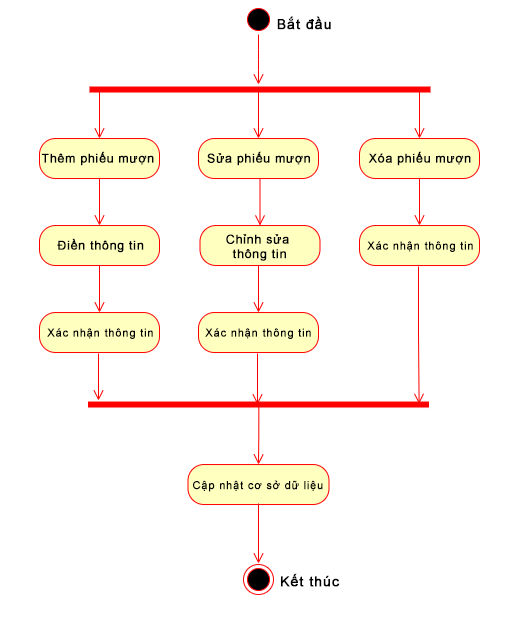 Bắt đầu
Thêm phiếu mượn
Sửa phiếu mượn
Xóa phiếu mượn
Điền thông tin
Chỉnh sửa
thông tin
Xác nhận thông tin
Xác nhận thông tin
Xác nhận thông tin
Cập nhật cơ sở dữ liệu
Kết thúc